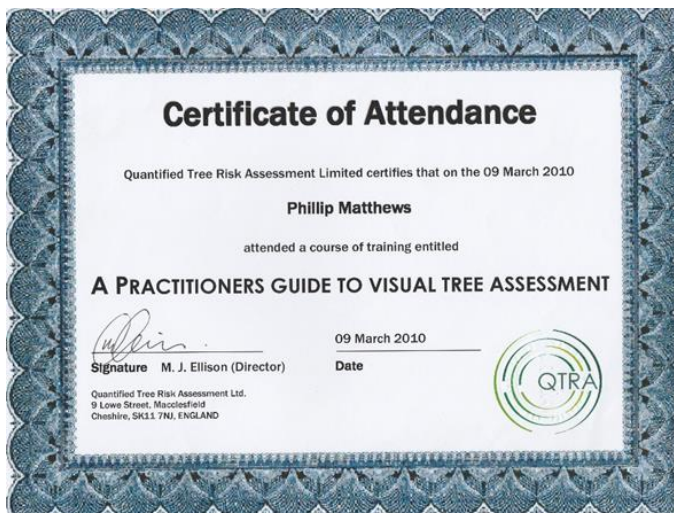 Certificate of Attendance
Quantified Tree Risk Assessment Limited certifies that on the 09 March 2010
Phillip Matthews
attended a course of training entitled
A PRACTITIONERS GUIDE TO VISUAL TREE ASSESSMENT
09 March 2010
Signature M. J. Ellison (Director)
Date
Quantified Tree Risk Assessment Ltd.
9 Lowe Street, Macclesfield
Cheshire, SK11 7NJ, ENGLAND
QTRA